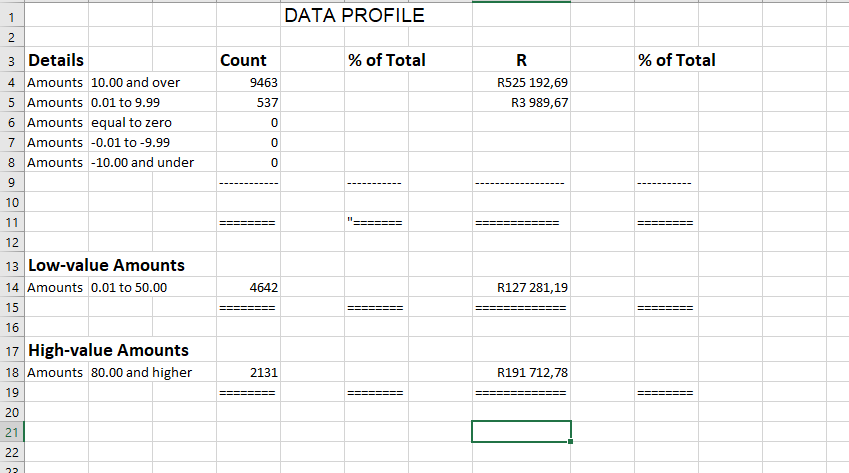 1 DATA PROFILE
2
3 Details Count % of Total R % of Total
4 Amounts 10.00 and over 9463 R525 192,69
5 Amounts 0.01 to 9.99 537 R3 989,67
6 Amounts equal to zero 0
7 Amounts -0.01 to -9.99 0
8 Amounts -10.00 and under 0
9 ------------ ----------- ------------------ -----------
10
11 ======== "======= ============ ========
12
13 Low-value Amounts
14 Amounts 0.01 to 50.00 4642 R127 281,19
15 ======== ======== ============= ========
16
17 High-value Amounts
18 Amounts 80.00 and higher 2131 R191 712,78
19 ======== ======== ============= ========
20
21
22
23